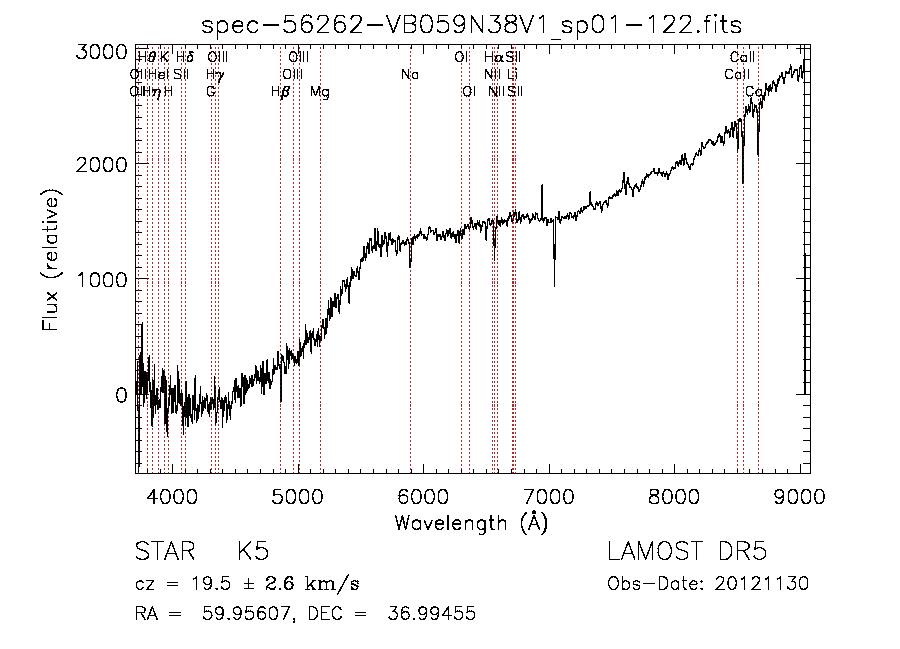 spec-56262-VB059N38V1_sp01-122.fits
3000
2000
1000
0
Flux (relative)
Hθ K Hδ OIII OIII OI Hα SII CaII
OII HeI SII Hγ OIII Na NII Li CaII
OII Hη H G Hβ Mg OI NII SII
4000 5000 6000 7000 8000 9000
Wavelength (Å)
STAR K5 LAMOST DR5
cz = 19.5 ± 2.6 km/s Obs-Date: 20121130
RA = 59.95607, DEC = 36.99455